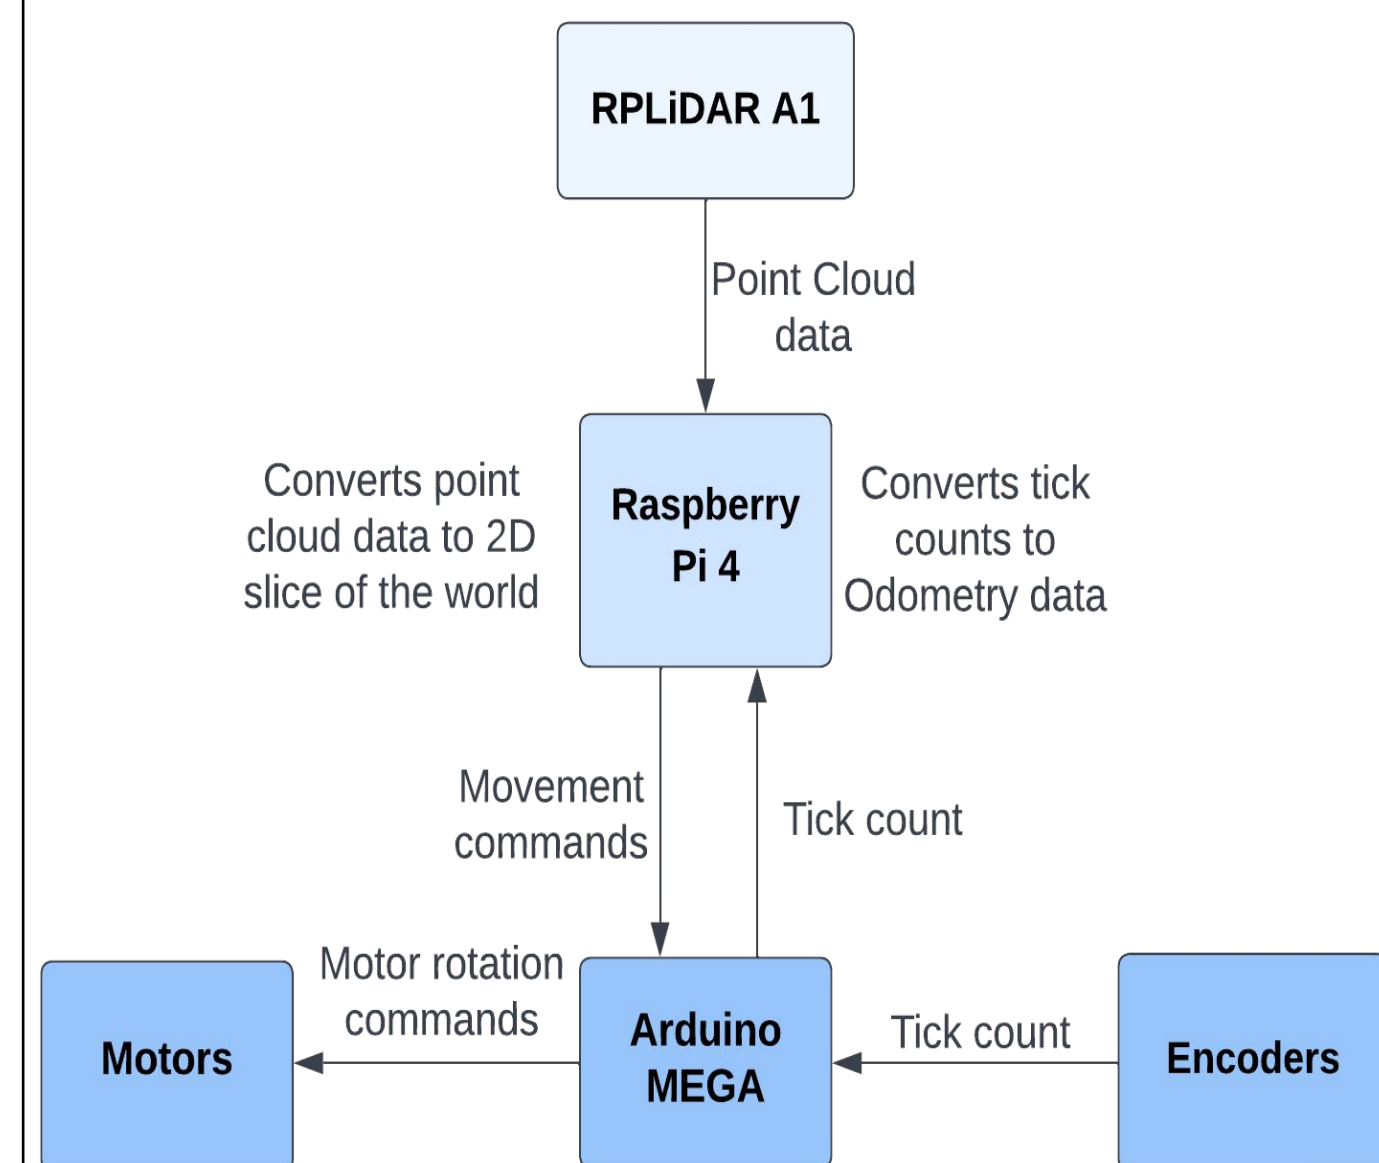 RPLiDAR A1
Point Cloud
data
Converts point
cloud data to 2D
slice of the world
Raspberry
Pi 4
Converts tick
counts to
Odometry data
Movement
commands
Tick count
Motor rotation
commands
Motors
Arduino
MEGA
Tick count
Encoders